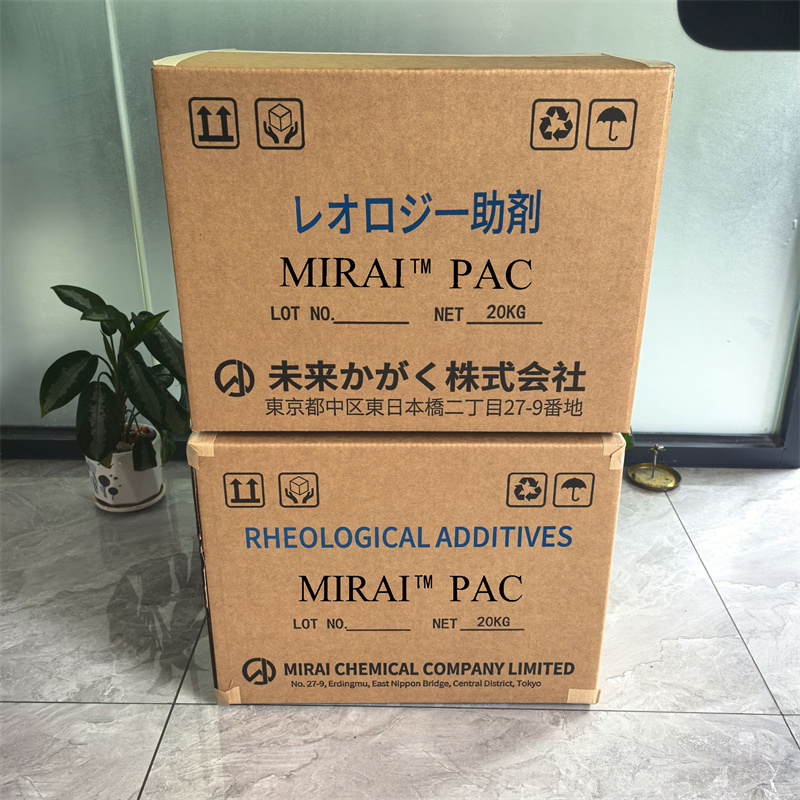 レオロジー助剤
MIRAI™ PAC
LOT NO.______ NET 20KG
未来かがく株式会社
東京都中区東日本橋二丁目27-9番地
RHEOLOGICAL ADDITIVES
MIRAI™ PAC
LOT NO.______ NET 20KG
MIRAI CHEMICAL COMPANY LIMITED
No. 27-9, Erdingmu, East Nippon Bridge, Central District, Tokyo